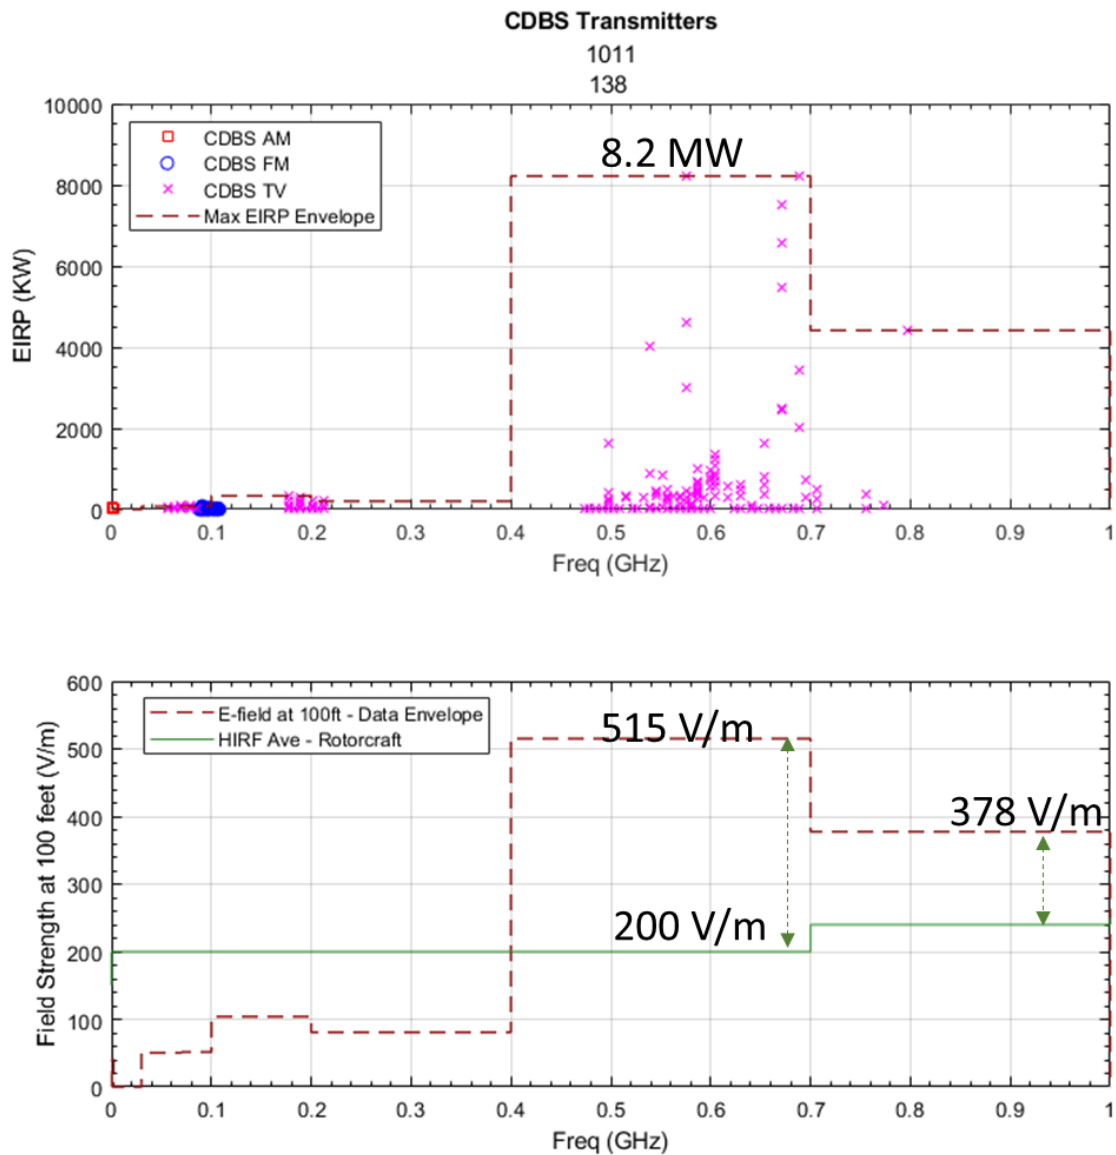 CDBS Transmitters
1011
138
EIRP (KW)
10000
8000
6000
4000
2000
0
CDBS AM
CDBS FM
CDBS TV
Max EIRP Envelope
8.2 MW
0 0.1 0.2 0.3 0.4 0.5 0.6 0.7 0.8 0.9 1
Freq (GHz)
Field Strength at 100 feet (V/m)
600
500
400
300
200
100
0
E-field at 100ft - Data Envelope
HIRF Ave - Rotorcraft
515 V/m
378 V/m
200 V/m
0 0.1 0.2 0.3 0.4 0.5 0.6 0.7 0.8 0.9 1
Freq (GHz)